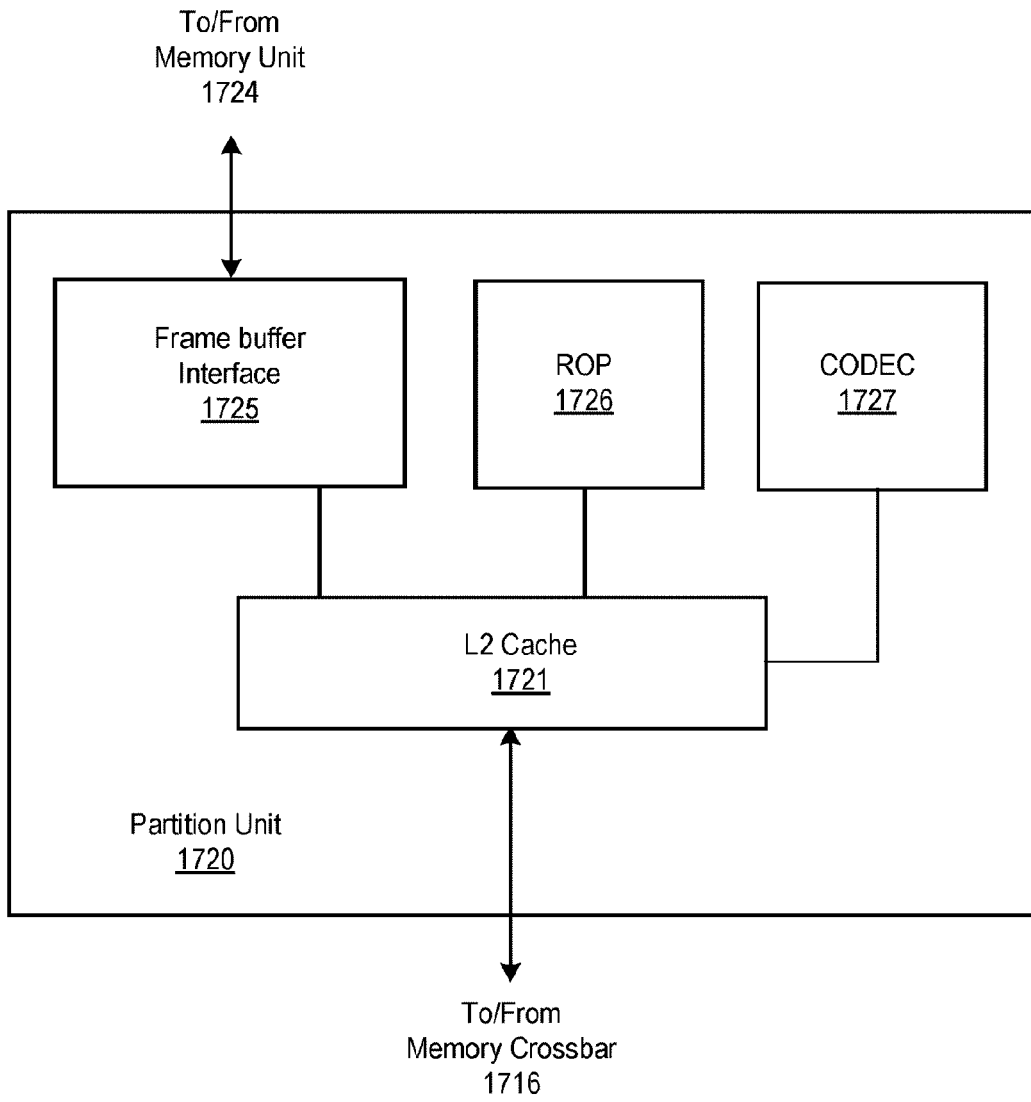 To/From
Memory Unit
1724
Frame buffer
Interface
1725
ROP
1726
CODEC
1727
L2 Cache
1721
Partition Unit
1720
To/From
Memory Crossbar
1716